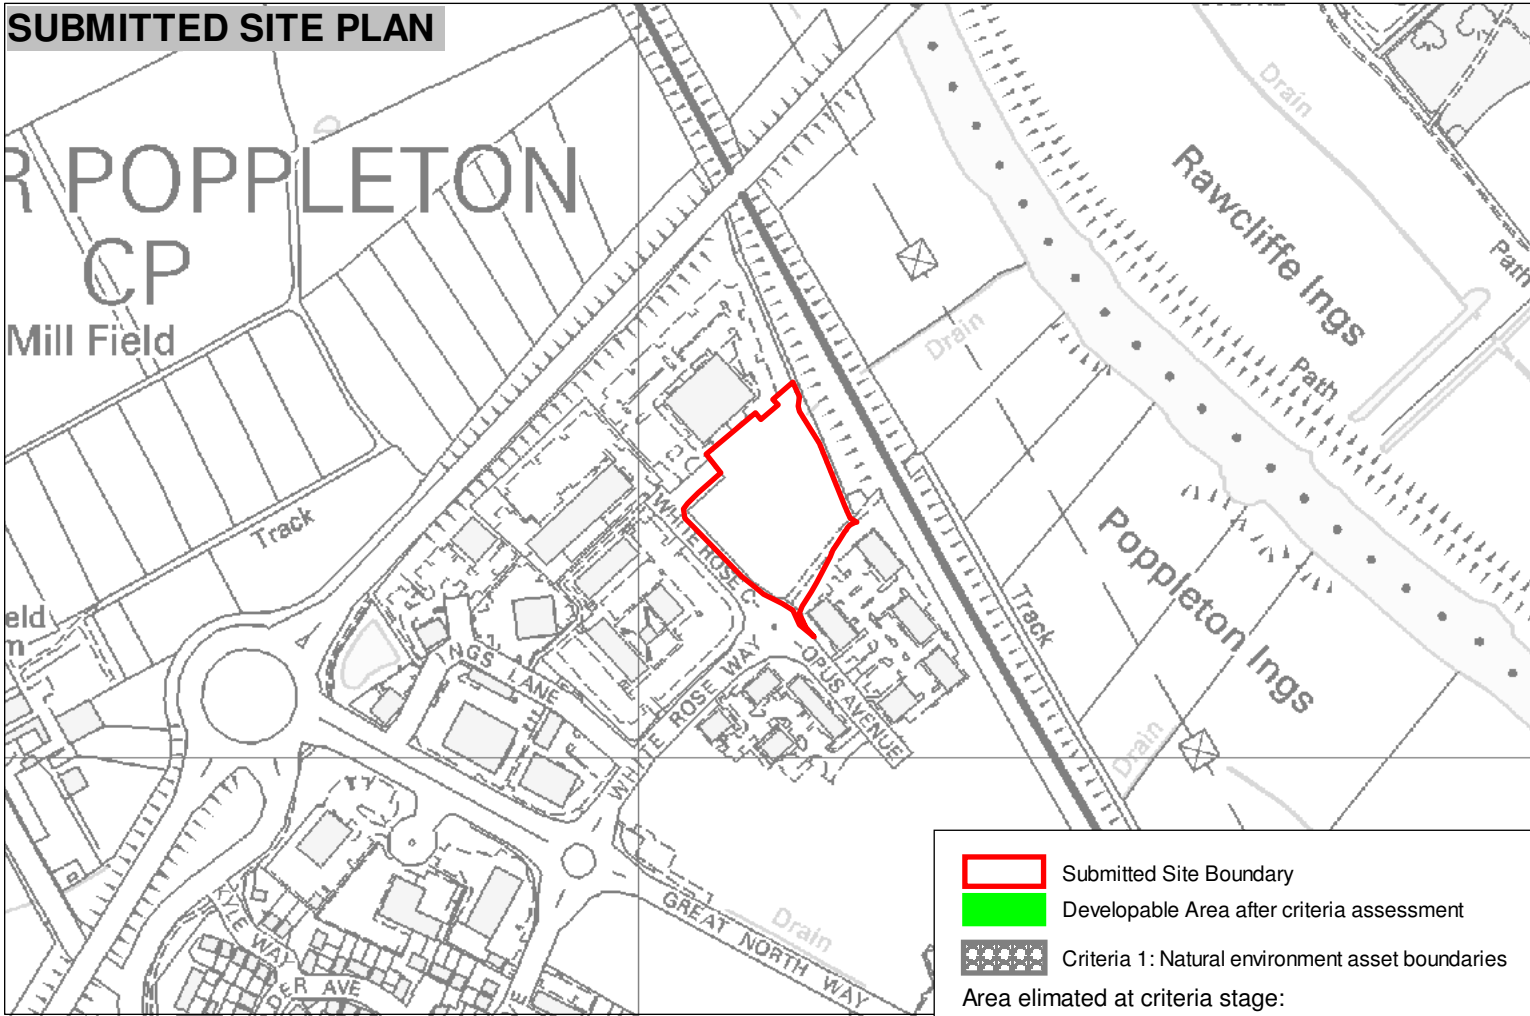 SUBMITTED SITE PLAN
R POPPLETON
CP
Mill Field
Track
Drain
Rawcliffe Ings
Path
Path
Drain
Poppleton Ings
Track
Drain
WHITE ROSE C
NGS LANE
WHITE ROSE WAY
OPUS AVENUE
eld
m
KYLE WAY
DER AVE
GREAT NORTH WAY
Drain
Submitted Site Boundary
Developable Area after criteria assessment
Criteria 1: Natural environment asset boundaries
Area elimated at criteria stage: